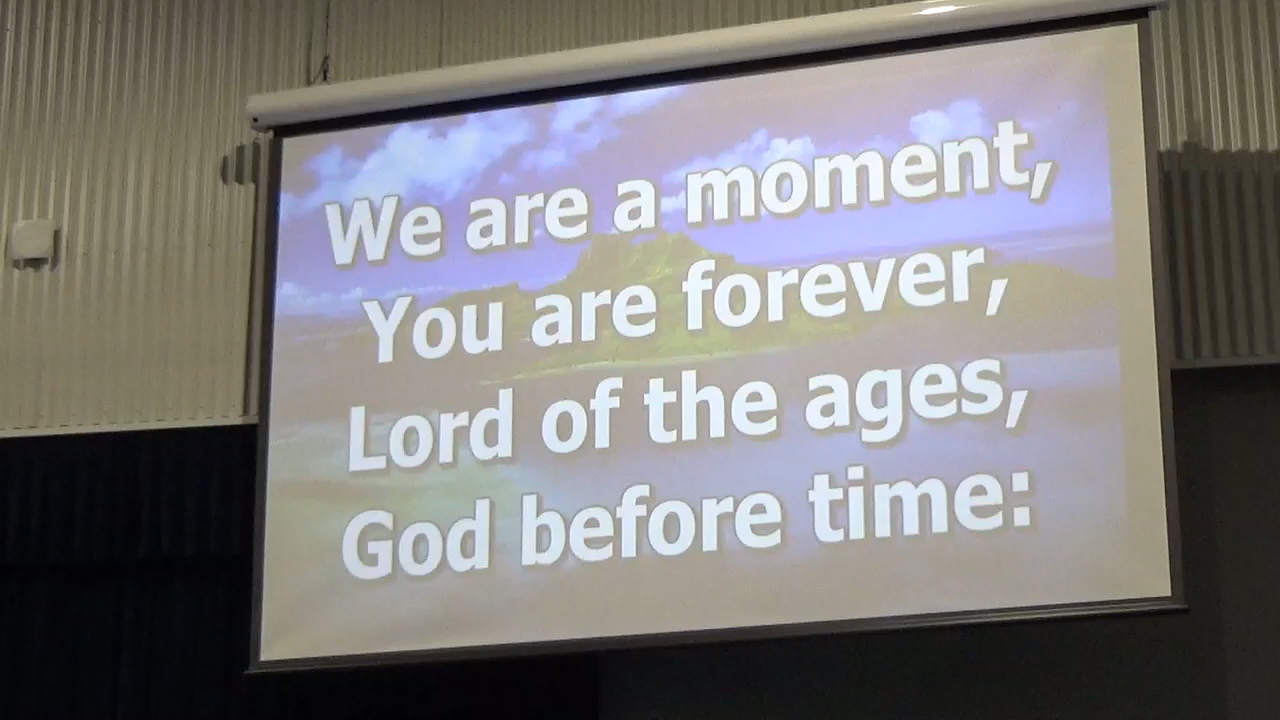 We are a moment,
You are forever,
Lord of the ages,
God before time: